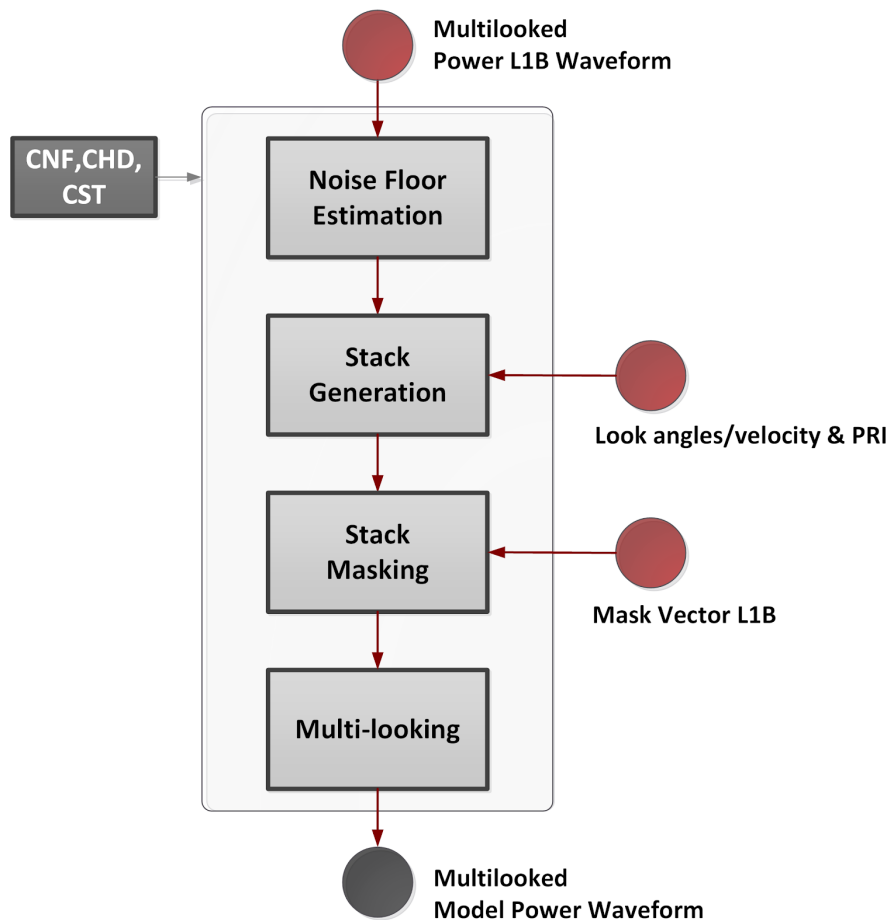 Multilooked
Power L1B Waveform
CNF,CHD,
CST
Noise Floor
Estimation
Stack
Generation
Look angles/velocity & PRI
Stack
Masking
Mask Vector L1B
Multi-looking
Multilooked
Model Power Waveform